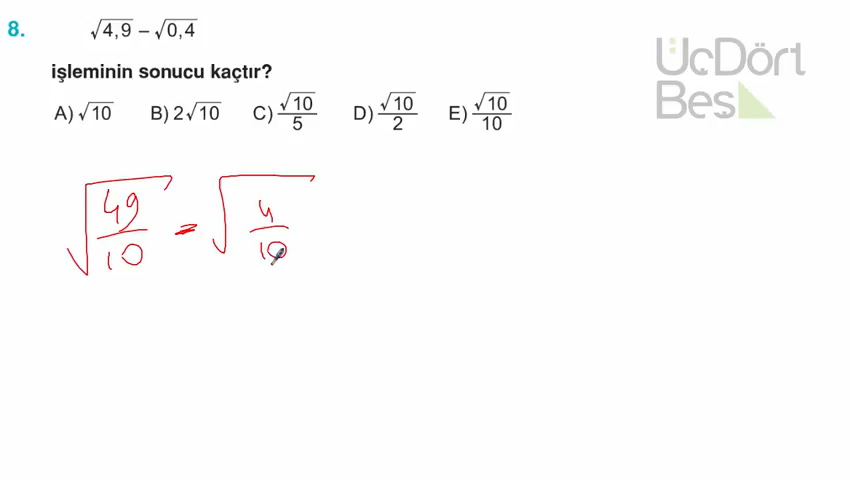 8. √4,9 – √0,4
işleminin sonucu kaçtır?
A) √10 B) 2√10 C) √10/5 D) √10/2 E) √10/10
ÜçDört
Beş
√49/10 = √4/10